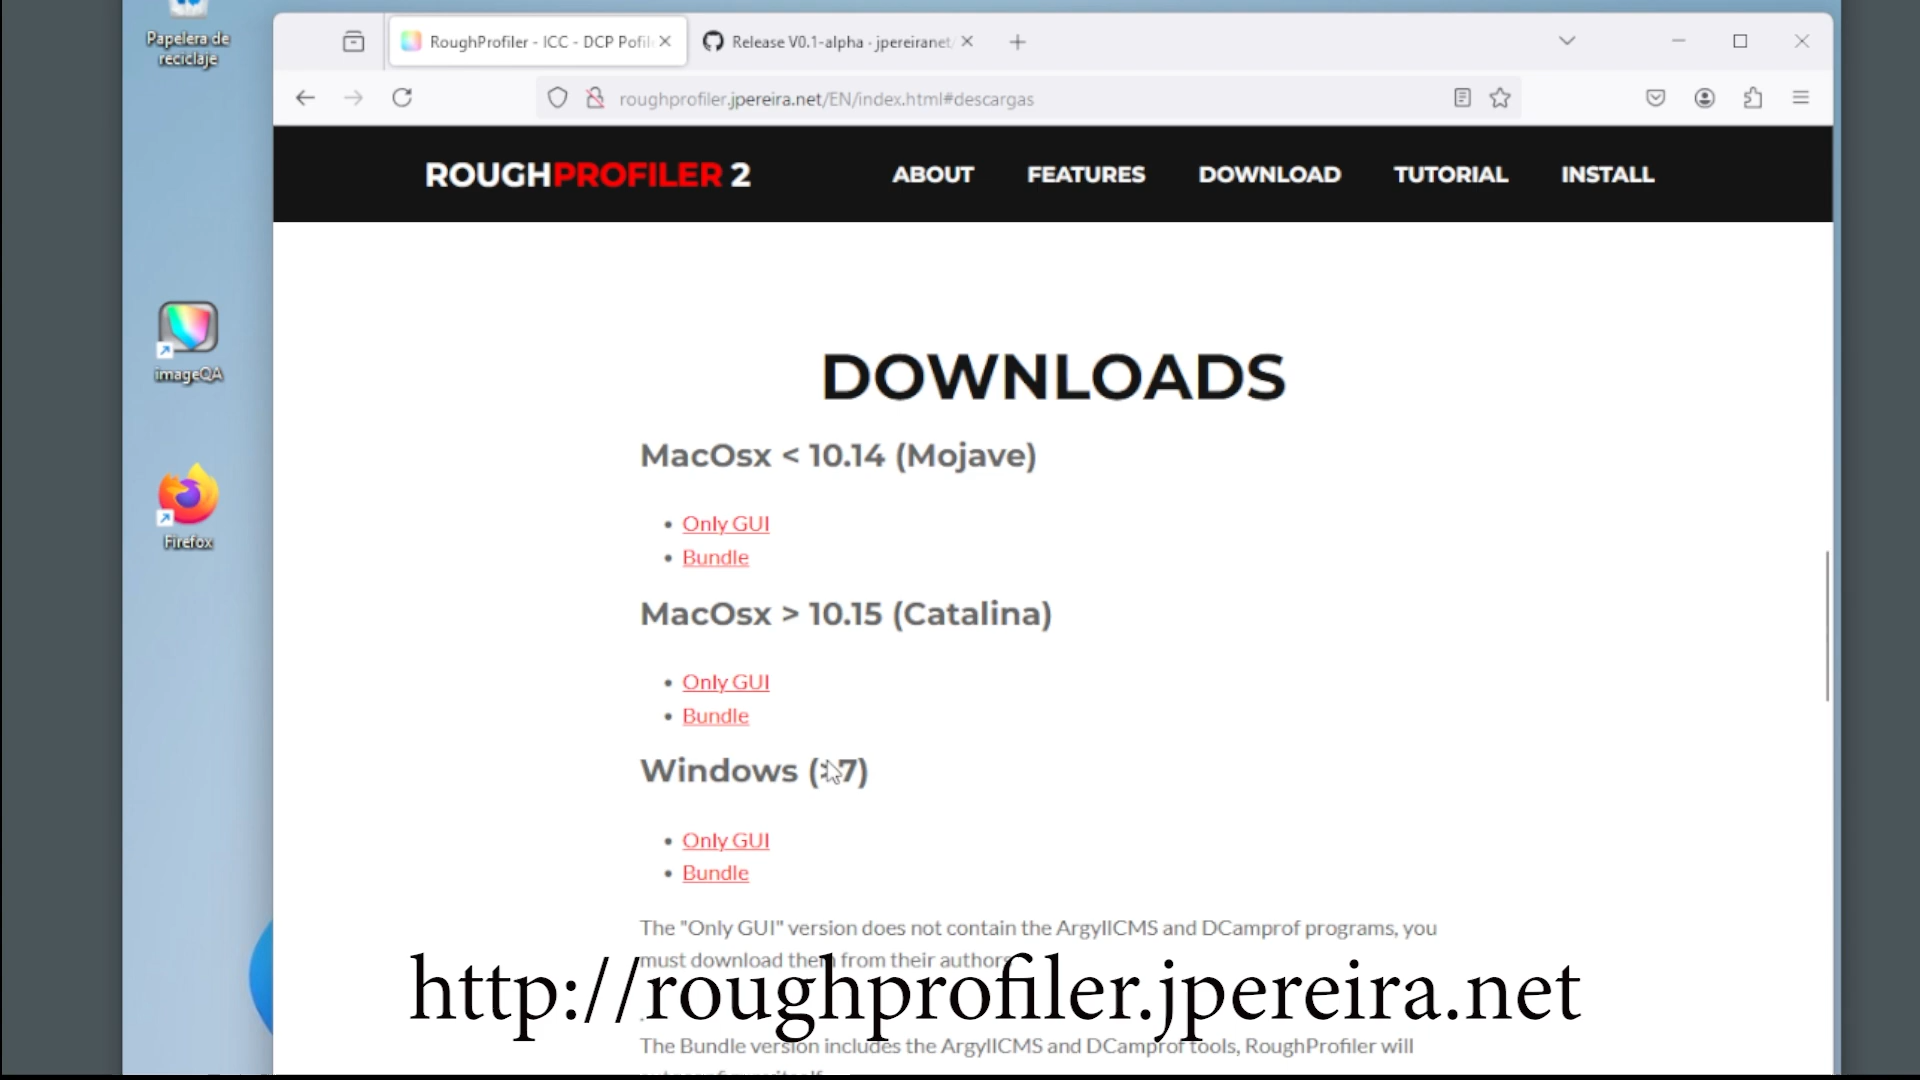 Papelera de
reciclaje
RoughProfiler - ICC - DCP Pofil
Release V0.1-alpha · jpereiranet/
roughprofiler.jpereira.net/EN/index.html#descargas
ROUGHPROFILER 2
ABOUT
FEATURES
DOWNLOAD
TUTORIAL
INSTALL
imageQA
Firefox
DOWNLOADS
MacOsx < 10.14 (Mojave)
• Only GUI
• Bundle
MacOsx > 10.15 (Catalina)
• Only GUI
• Bundle
Windows (>7)
• Only GUI
• Bundle
The "Only GUI" version does not contain the ArgyllCMS and DCamprof programs, you
must download them from their authors
http://roughprofiler.jpereira.net
The Bundle version includes the ArgyllCMS and DCamprof tools, RoughProfiler will